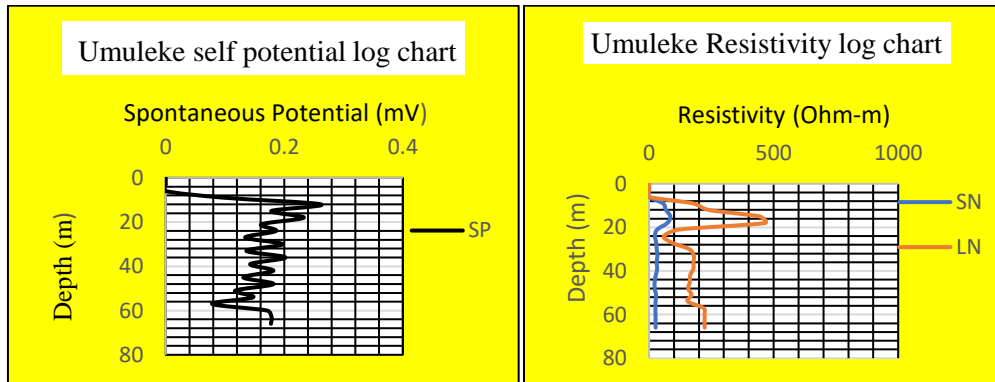 Umuleke self potential log chart
Spontaneous Potential (mV)
0 0.2 0.4
0
20
40
60
80
Depth (m)
SP
Umuleke Resistivity log chart
Resistivity (Ohm-m)
0 500 1000
0
20
40
60
80
Depth (m)
SN
LN